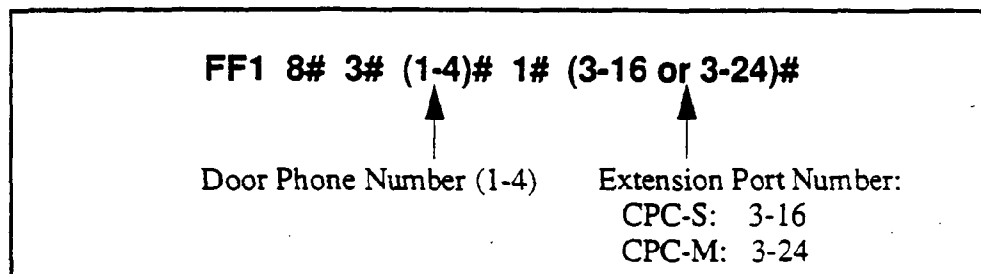 FF1 8# 3# (1-4)# 1# (3-16 or 3-24)#
Door Phone Number (1-4) Extension Port Number:
CPC-S: 3-16
CPC-M: 3-24